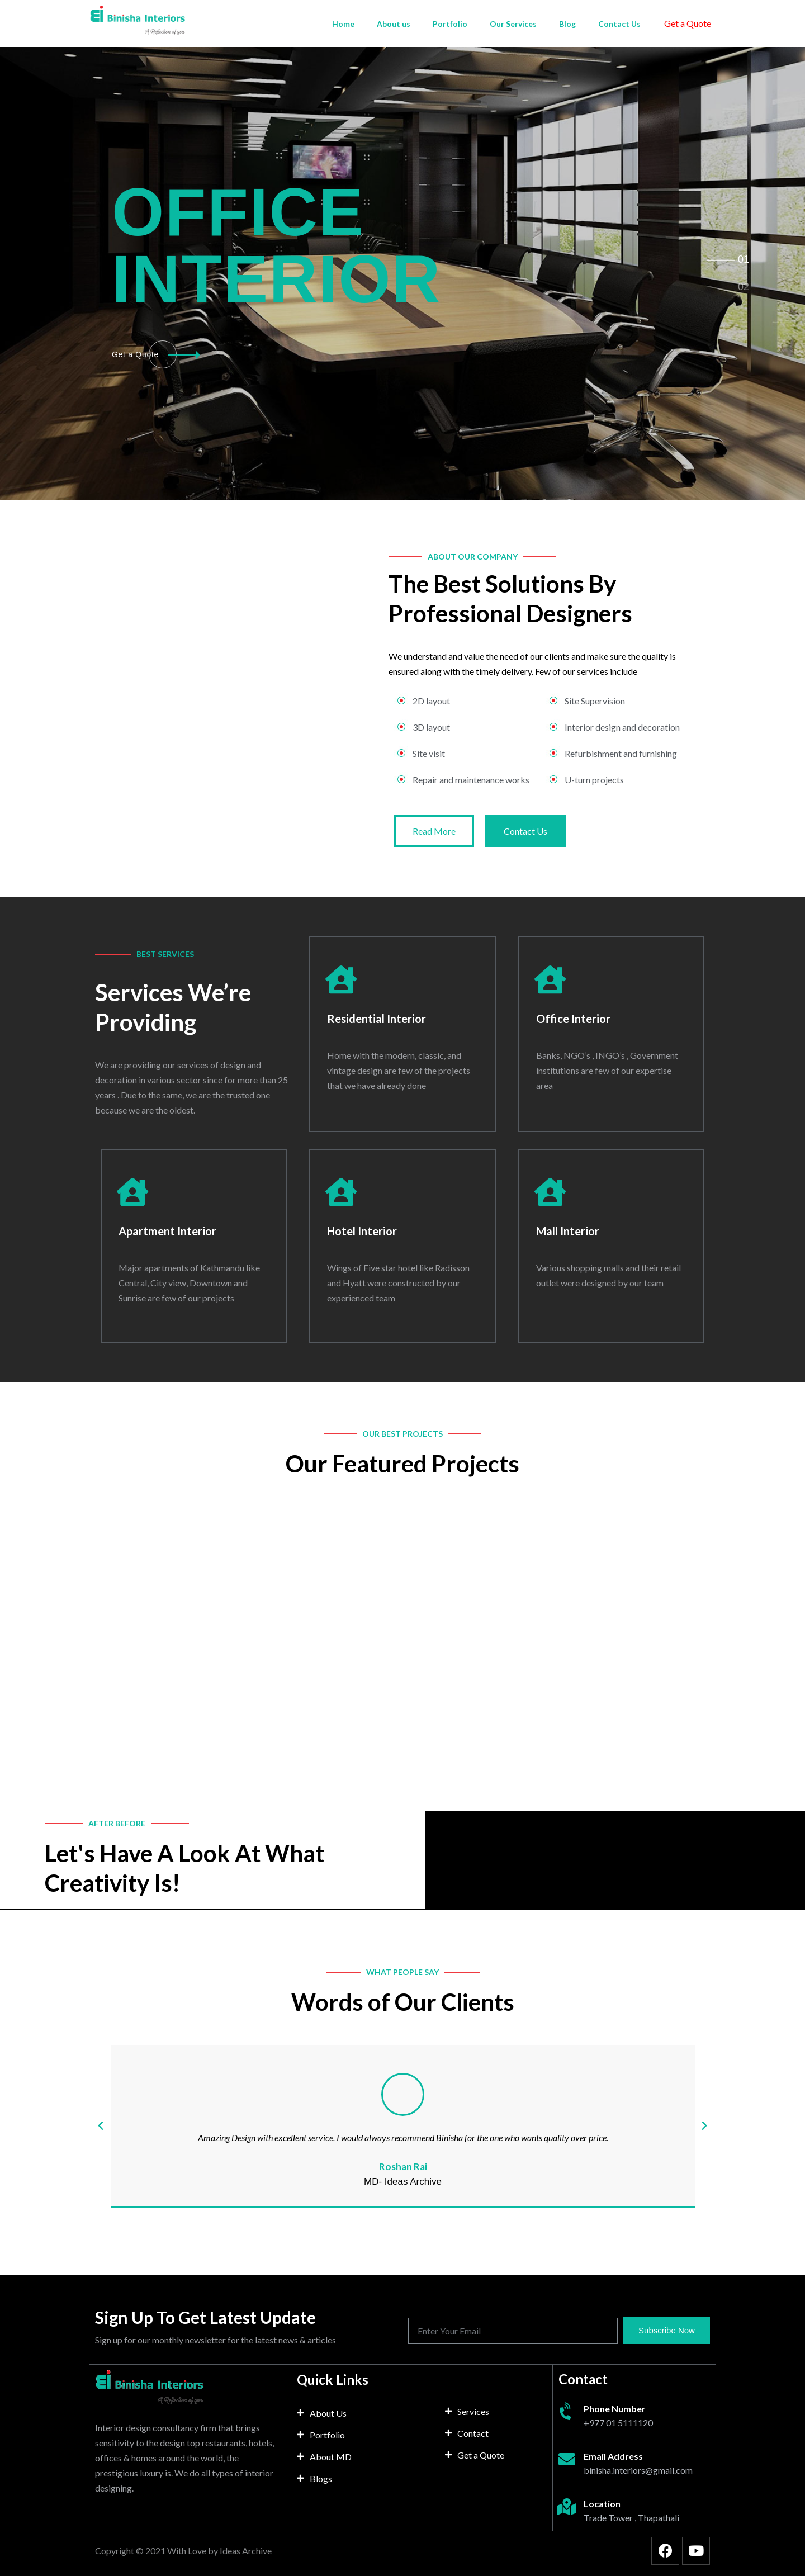 Binisha Interiors
A Reflection of you
Home
About us
Portfolio
Our Services
Blog
Contact Us
Get a Quote
OFFICE
INTERIOR
01
02
Get a Quote
ABOUT OUR COMPANY
The Best Solutions By
Professional Designers
We understand and value the need of our clients and make sure the quality is
ensured along with the timely delivery. Few of our services include
2D layout
3D layout
Site visit
Repair and maintenance works
Site Supervision
Interior design and decoration
Refurbishment and furnishing
U-turn projects
Read More
Contact Us
BEST SERVICES
Services We’re
Providing
We are providing our services of design and
decoration in various sector since for more than 25
years . Due to the same, we are the trusted one
because we are the oldest.
Residential Interior
Home with the modern, classic, and
vintage design are few of the projects
that we have already done
Office Interior
Banks, NGO’s , INGO’s , Government
institutions are few of our expertise
area
Apartment Interior
Major apartments of Kathmandu like
Central, City view, Downtown and
Sunrise are few of our projects
Hotel Interior
Wings of Five star hotel like Radisson
and Hyatt were constructed by our
experienced team
Mall Interior
Various shopping malls and their retail
outlet were designed by our team
OUR BEST PROJECTS
Our Featured Projects
AFTER BEFORE
Let's Have A Look At What
Creativity Is!
WHAT PEOPLE SAY
Words of Our Clients
Amazing Design with excellent service. I would always recommend Binisha for the one who wants quality over price.
Roshan Rai
MD- Ideas Archive
Sign Up To Get Latest Update
Sign up for our monthly newsletter for the latest news & articles
Enter Your Email
Subscribe Now
Binisha Interiors
A Reflection of you
Interior design consultancy firm that brings
sensitivity to the design top restaurants, hotels,
offices & homes around the world, the
prestigious luxury is. We do all types of interior
designing.
Quick Links
About Us
Portfolio
About MD
Blogs
Services
Contact
Get a Quote
Contact
Phone Number
+977 01 5111120
Email Address
binisha.interiors@gmail.com
Location
Trade Tower , Thapathali
Copyright © 2021 With Love by Ideas Archive